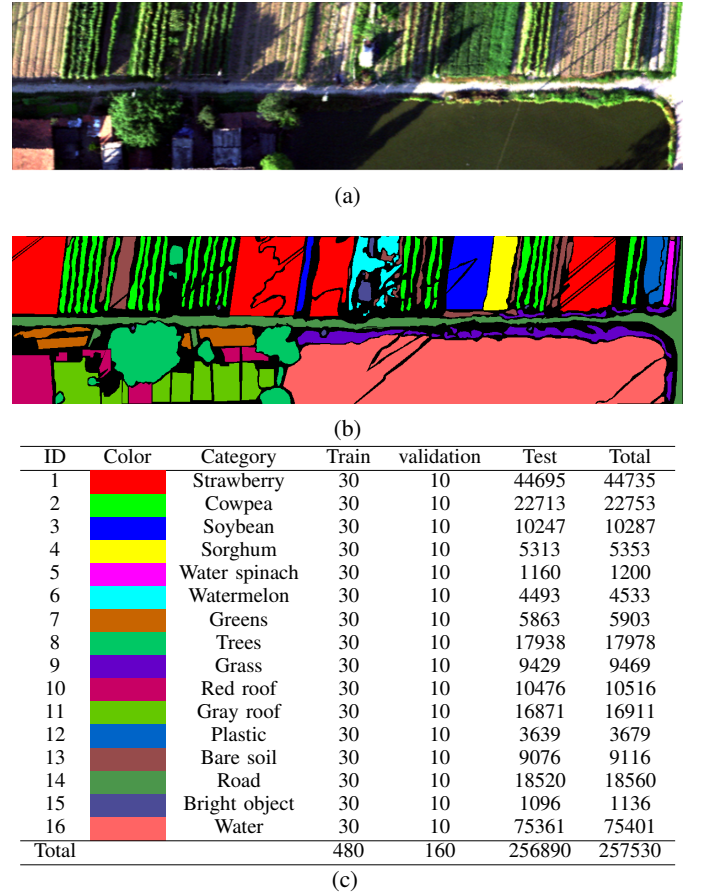 (a)
(b)
ID Color Category Train validation Test Total
1 Strawberry 30 10 44695 44735
2 Cowpea 30 10 22713 22753
3 Soybean 30 10 10247 10287
4 Sorghum 30 10 5313 5353
5 Water spinach 30 10 1160 1200
6 Watermelon 30 10 4493 4533
7 Greens 30 10 5863 5903
8 Trees 30 10 17938 17978
9 Grass 30 10 9429 9469
10 Red roof 30 10 10476 10516
11 Gray roof 30 10 16871 16911
12 Plastic 30 10 3639 3679
13 Bare soil 30 10 9076 9116
14 Road 30 10 18520 18560
15 Bright object 30 10 1096 1136
16 Water 30 10 75361 75401
Total 480 160 256890 257530
(c)